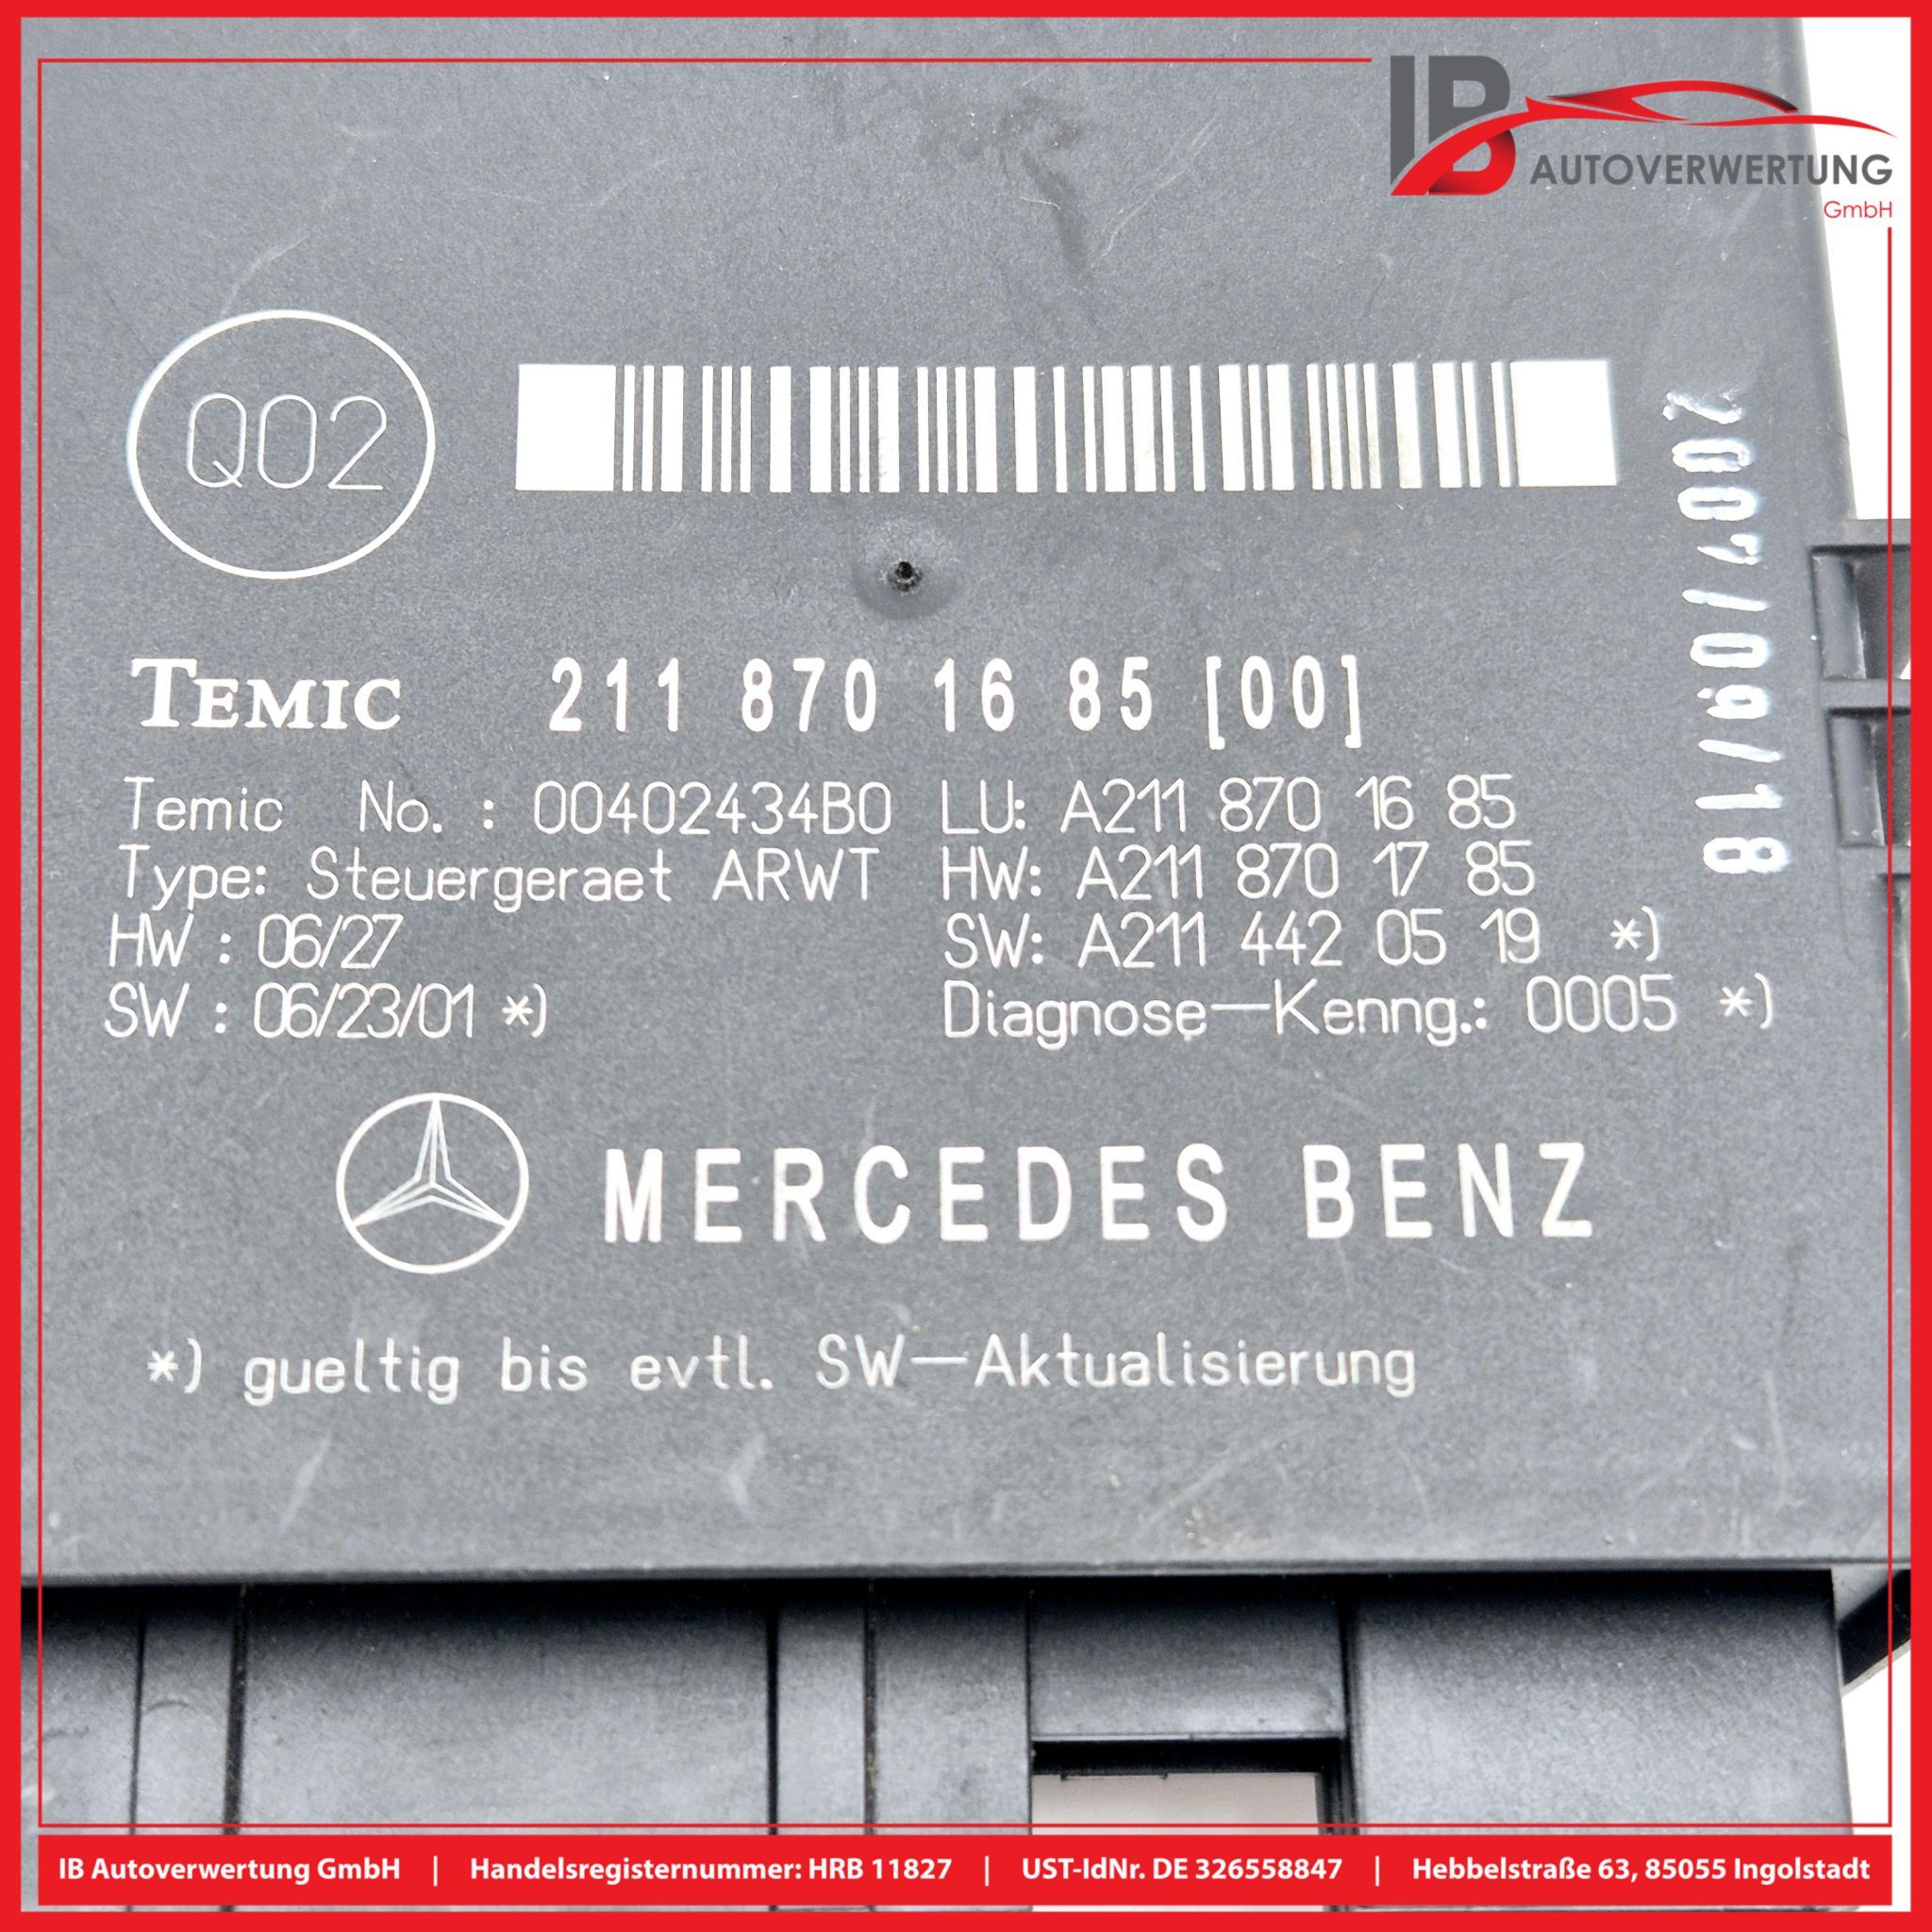 IB AUTOVERWERTUNG
GmbH
Q02
2007/09/18
TEMIC 211 870 16 85 [00]
Temic No. : 00402434B0 LU: A211 870 16 85
Type: Steuergeraet ARWT HW: A211 870 17 85
HW : 06/27 SW: A211 442 05 19 *)
SW : 06/23/01 *) Diagnose-Kenng.: 0005 *)
MERCEDES BENZ
*) gueltig bis evtl. SW-Aktualisierung
IB Autoverwertung GmbH | Handelsregisternummer: HRB 11827 | UST-IdNr. DE 326558847 | Hebbelstraße 63, 85055 Ingolstadt